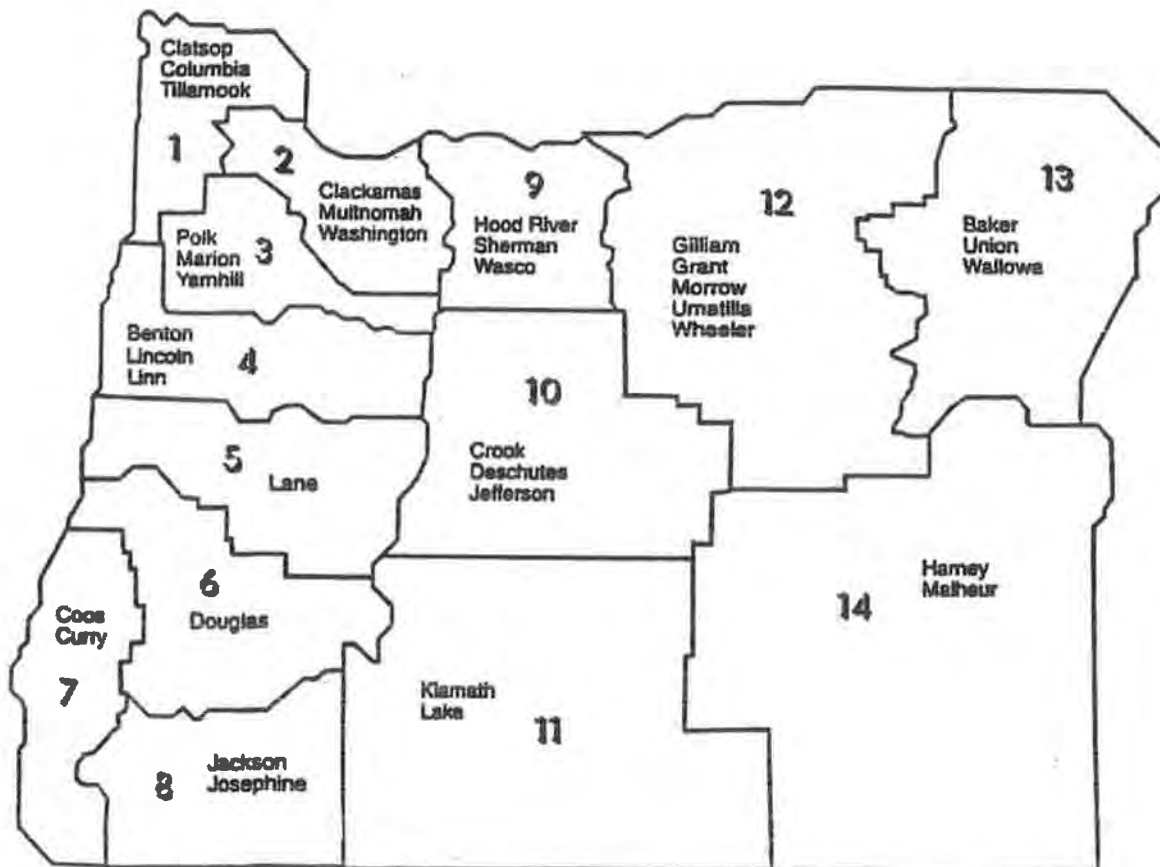 Clatsop
Columbia
Tillamook
1
2
Clackamas
Multnomah
Washington
Polk
Marion
Yamhill
3
9
Hood River
Sherman
Wasco
12
Gilliam
Grant
Morrow
Umatilla
Wheeler
13
Baker
Union
Wallowa
Benton
Lincoln
Linn
4
10
Crook
Deschutes
Jefferson
5
Lane
6
Douglas
Coos
Curry
7
Harney
Malheur
14
Klamath
Lake
11
8
Jackson
Josephine